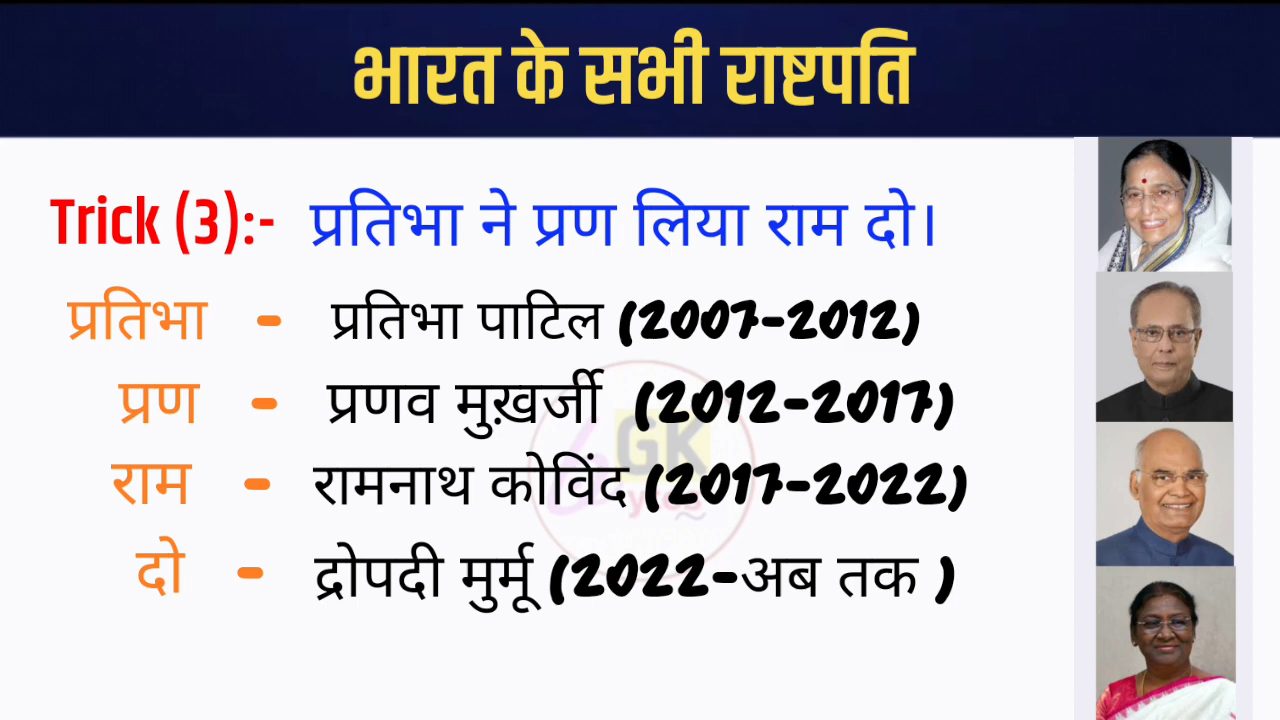 भारत के सभी राष्टपति
Trick (3):- प्रतिभा ने प्रण लिया राम दो।
प्रतिभा - प्रतिभा पाटिल (2007-2012)
प्रण - प्रणव मुख़र्जी (2012-2017)
राम - रामनाथ कोविंद (2017-2022)
दो - द्रोपदी मुर्मू (2022-अब तक )
GK